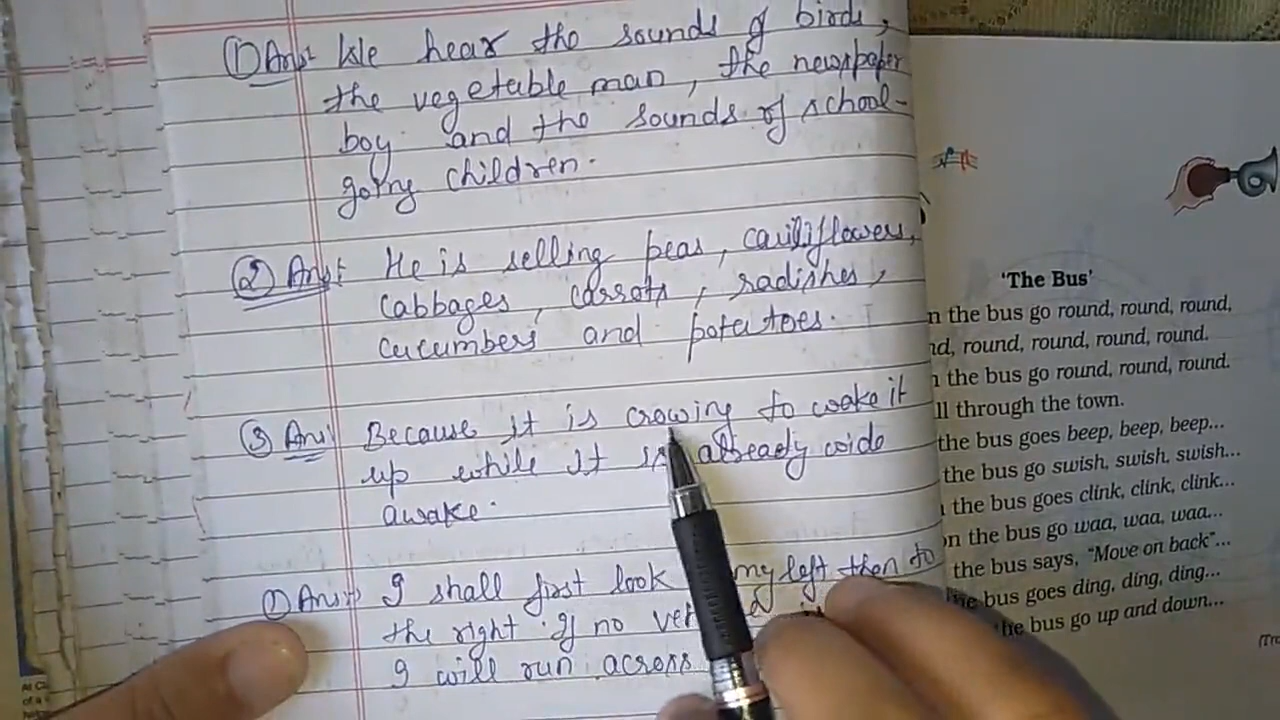 ① Ans: We hear the sounds of birds,
the vegetable man, the newspaper
boy and the sounds of school-
going children.
② Ans: He is selling peas, cauliflowers,
cabbages, carrots, radishes,
cucumbers and potatoes.
③ Ans: Because it is crowing to wake it
up while it is already wide
awake.
① Ans: I shall first look my left then to
the right. If no
I will run across
'The Bus'
the bus go round, round, round,
round, round, round, round.
the bus go round, round, round.
all through the town.
the bus goes beep, beep, beep...
the bus go swish, swish, swish...
the bus goes clink, clink, clink...
the bus go waa, waa, waa...
the bus says, "Move on back"...
the bus goes ding, ding, ding...
the bus go up and down...